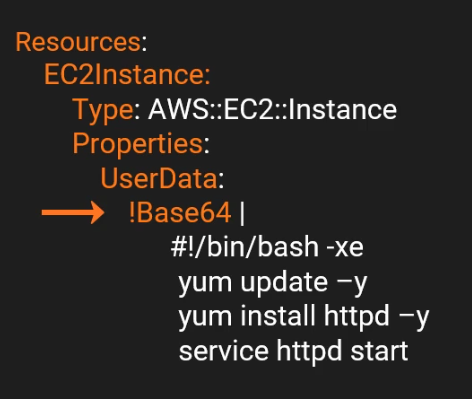 Resources:
EC2Instance:
Type: AWS::EC2::Instance
Properties:
UserData:
!Base64 |
#!/bin/bash -xe
yum update –y
yum install httpd –y
service httpd start